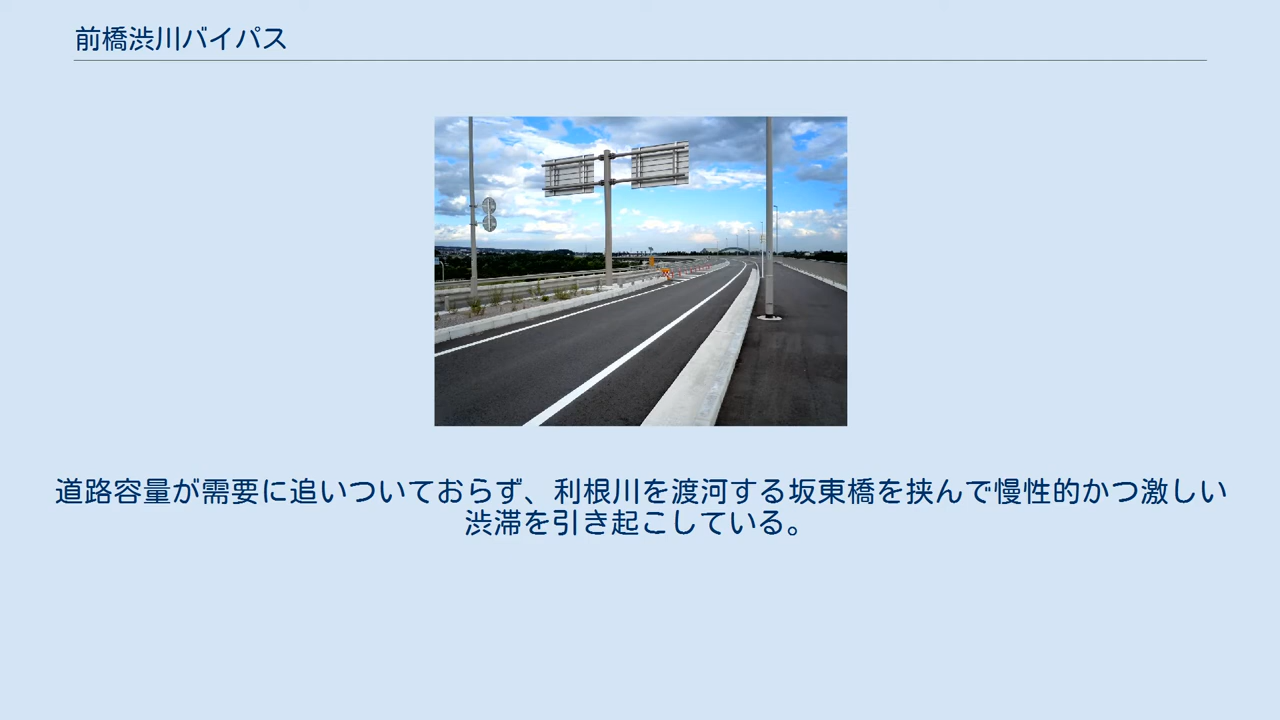 前橋渋川バイパス
道路容量が需要に追いついておらず、利根川を渡河する坂東橋を挟んで慢性的かつ激しい
渋滞を引き起こしている。